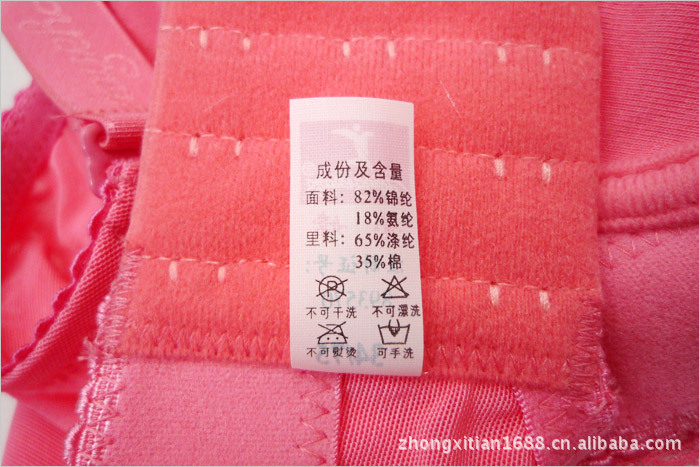 成份及含量
面料：82%锦纶
18%氨纶
里料：65%涤纶
35%棉
不可干洗 不可漂洗
不可熨烫 可手洗
zhongxitian1688.cn.alibaba.com